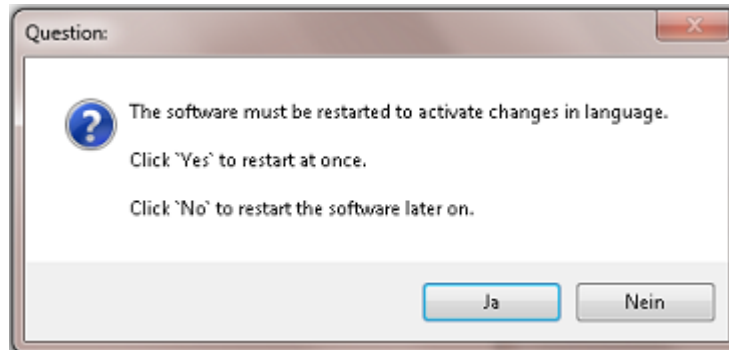 Question:
The software must be restarted to activate changes in language.
Click `Yes` to restart at once.
Click `No` to restart the software later on.
Ja
Nein